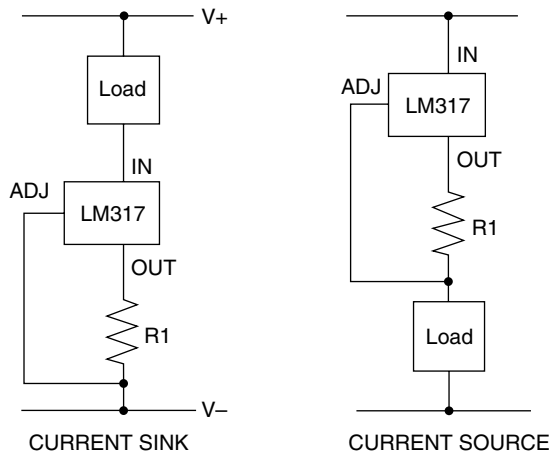 V+
Load
IN
ADJ
LM317
OUT
R1
V–
CURRENT SINK
IN
ADJ
LM317
OUT
R1
Load
CURRENT SOURCE